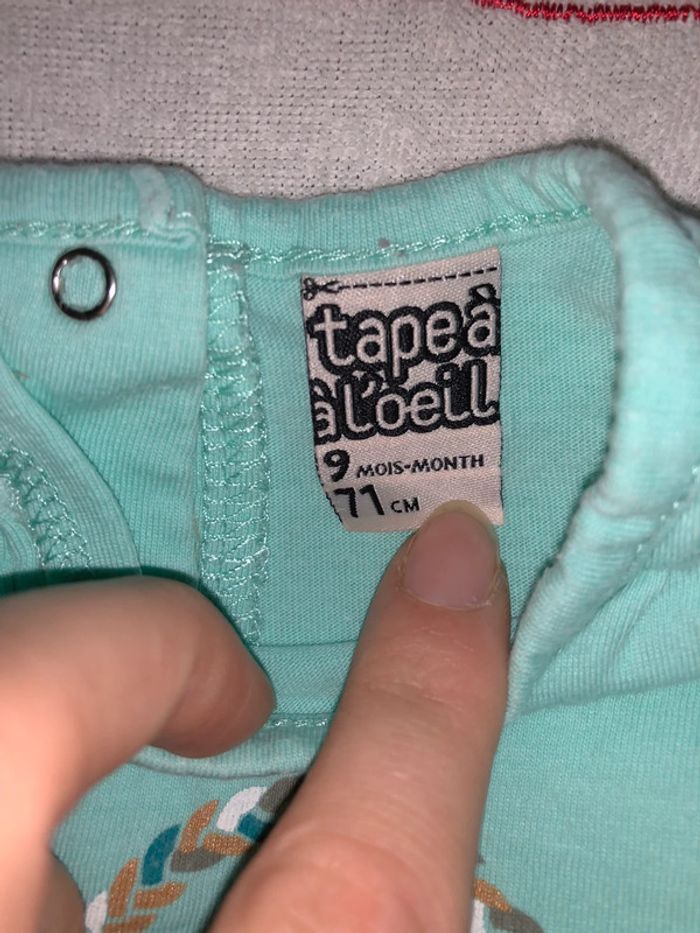 tapeà
à l'oeil
9 MOIS-MONTH
71 CM